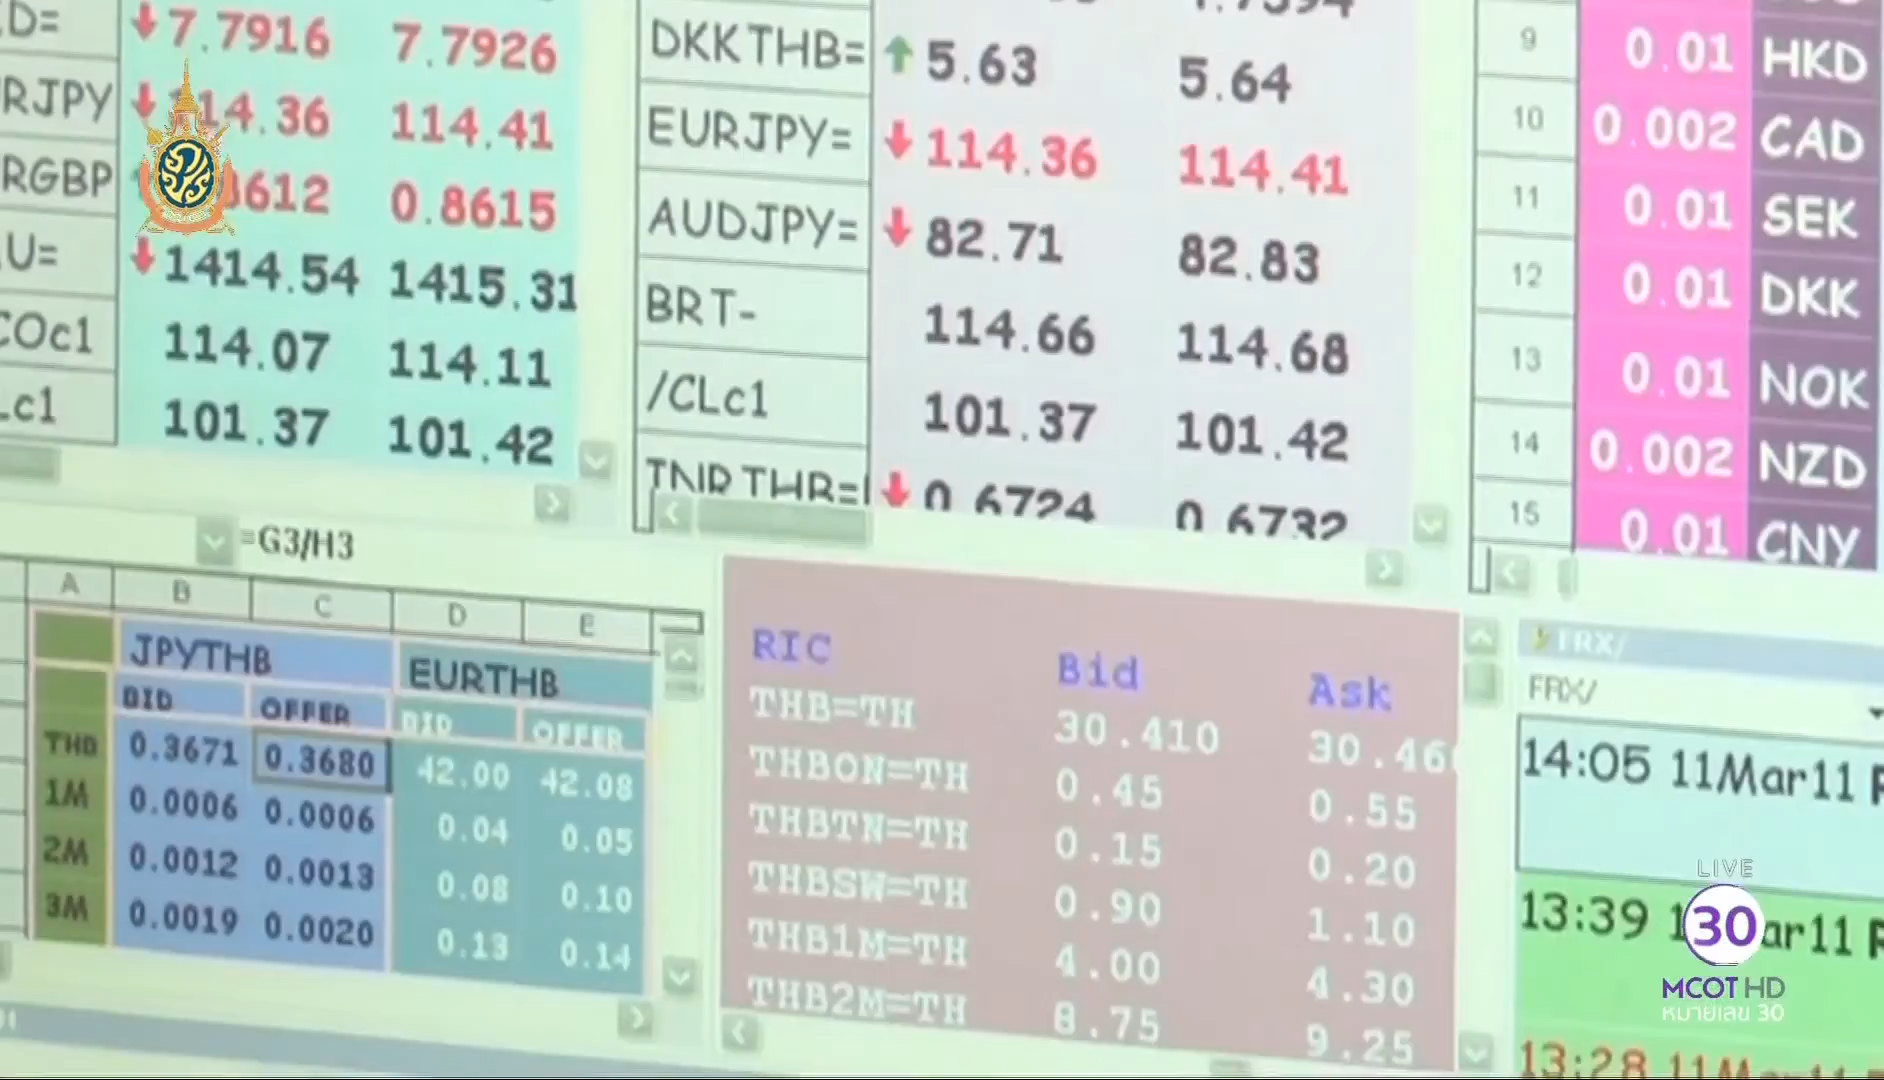 D= 7.7916 7.7926
RJPY 114.36 114.41
RGBP 0.8615
U= 1414.54 1415.31
COc1 114.07 114.11
Lc1 101.37 101.42
DKKTHB= 5.63 5.64
EURJPY= 114.36 114.41
AUDJPY= 82.71 82.83
BRT- 114.66 114.68
/CLc1 101.37 101.42
0.6724 0.6732
9 0.01 HKD
10 0.002 CAD
11 0.01 SEK
12 0.01 DKK
13 0.01 NOK
14 0.002 NZD
15 0.01 CNY
=G3/H3
A B C D E
JPYTHB EURTHB
BID OFFER BID OFFER
THB 0.3671 0.3680 42.00 42.08
1M 0.0006 0.0006 0.04 0.05
2M 0.0012 0.0013 0.08 0.10
3M 0.0019 0.0020 0.13 0.14
RIC Bid Ask
THB=TH 30.410 30.46
THBON=TH 0.45 0.55
THBTN=TH 0.15 0.20
THBSW=TH 0.90 1.10
THB1M=TH 4.00 4.30
THB2M=TH 8.75 9.25
FRX/
FRX/
14:05 11Mar11
13:39 1 ar11
13:28 11M
LIVE
30
MCOT HD
หมายเลข 30